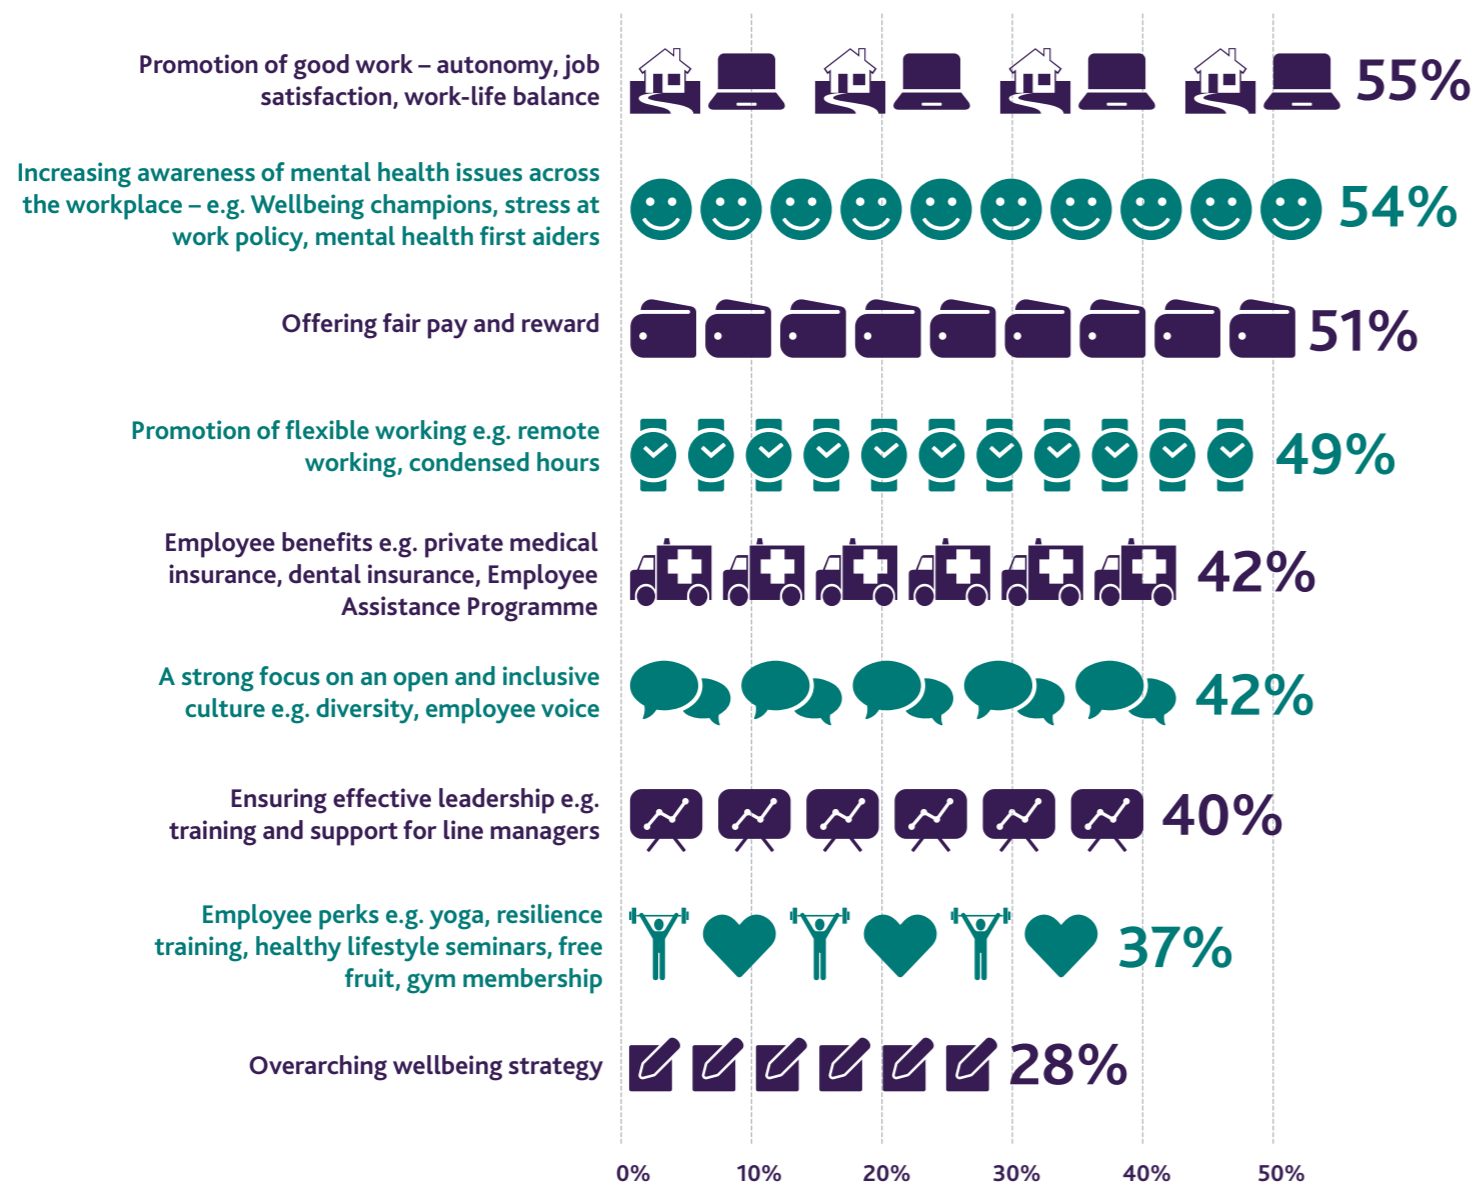 Promotion of good work – autonomy, job
satisfaction, work-life balance
55%
Increasing awareness of mental health issues across
the workplace – e.g. Wellbeing champions, stress at
work policy, mental health first aiders
54%
Offering fair pay and reward
51%
Promotion of flexible working e.g. remote
working, condensed hours
49%
Employee benefits e.g. private medical
insurance, dental insurance, Employee
Assistance Programme
42%
A strong focus on an open and inclusive
culture e.g. diversity, employee voice
42%
Ensuring effective leadership e.g.
training and support for line managers
40%
Employee perks e.g. yoga, resilience
training, healthy lifestyle seminars, free
fruit, gym membership
37%
Overarching wellbeing strategy
28%
0% 10% 20% 30% 40% 50%